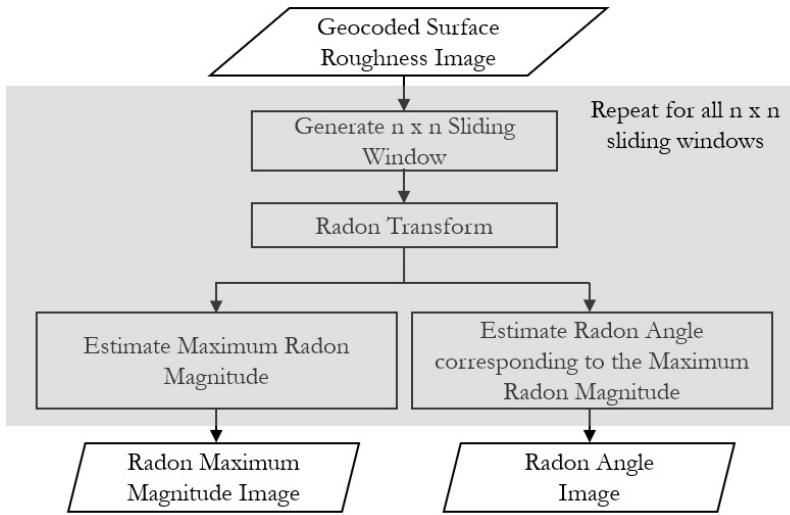 Geocoded Surface
Roughness Image
Repeat for all n x n
sliding windows
Generate n x n Sliding
Window
Radon Transform
Estimate Maximum Radon
Magnitude
Estimate Radon Angle
corresponding to the Maximum
Radon Magnitude
Radon Maximum
Magnitude Image
Radon Angle
Image